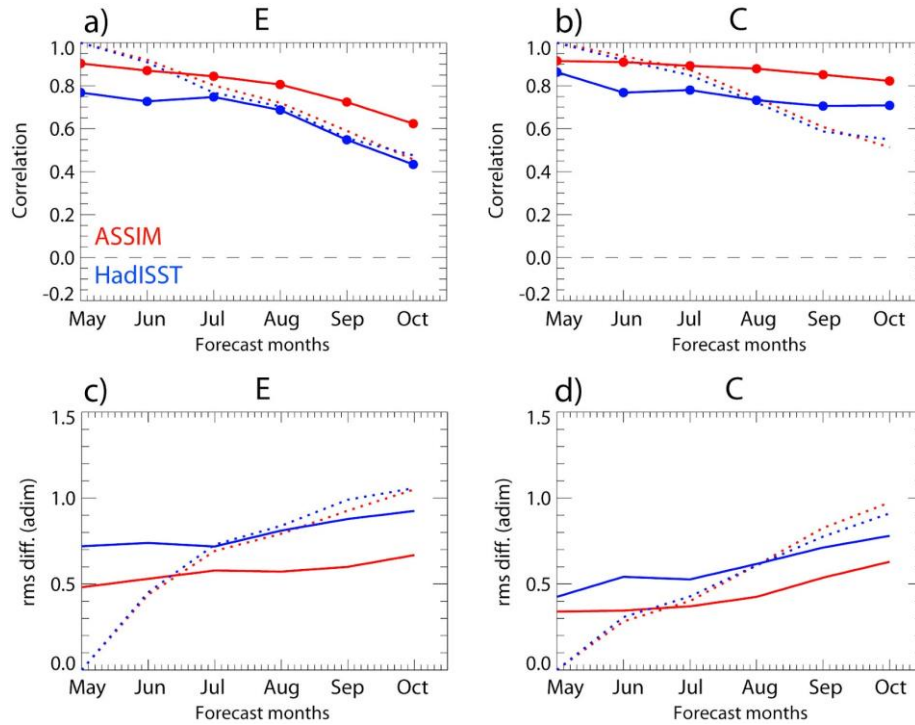 a) E
1.0
0.8
0.6
0.4
0.2
0.0
-0.2
Correlation
ASSIM
HadISST
May Jun Jul Aug Sep Oct
Forecast months
b) C
1.0
0.8
0.6
0.4
0.2
0.0
-0.2
Correlation
May Jun Jul Aug Sep Oct
Forecast months
c) E
1.5
1.0
0.5
0.0
rms diff. (adim)
May Jun Jul Aug Sep Oct
Forecast months
d) C
1.5
1.0
0.5
0.0
rms diff. (adim)
May Jun Jul Aug Sep Oct
Forecast months